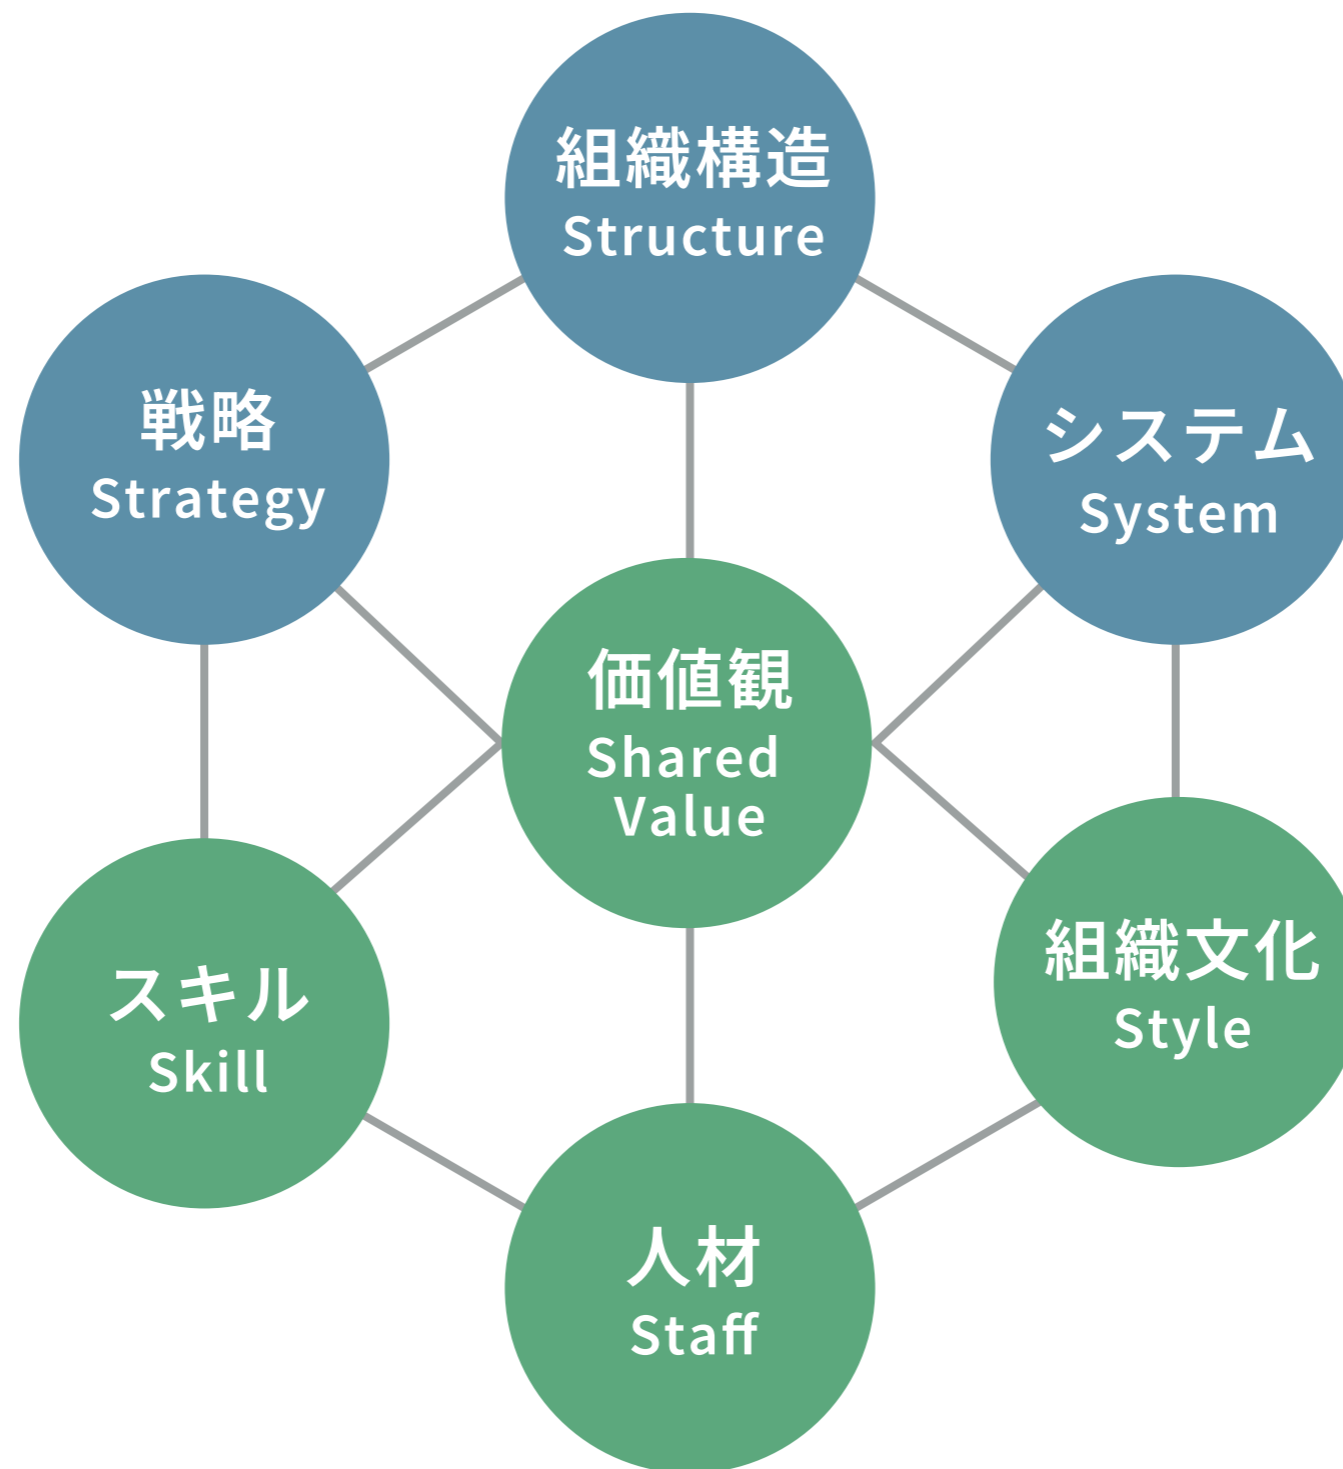 組織構造
Structure
戦略
Strategy
システム
System
価値観
Shared
Value
スキル
Skill
組織文化
Style
人材
Staff